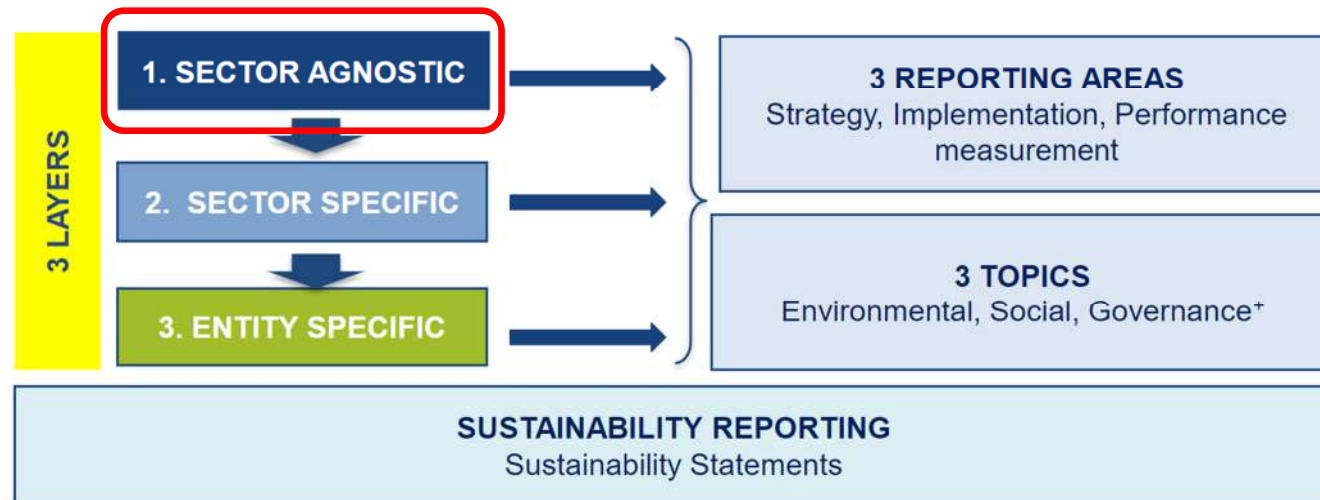 3 LAYERS
1. SECTOR AGNOSTIC
2. SECTOR SPECIFIC
3. ENTITY SPECIFIC
3 REPORTING AREAS
Strategy, Implementation, Performance
measurement
3 TOPICS
Environmental, Social, Governance⁺
SUSTAINABILITY REPORTING
Sustainability Statements